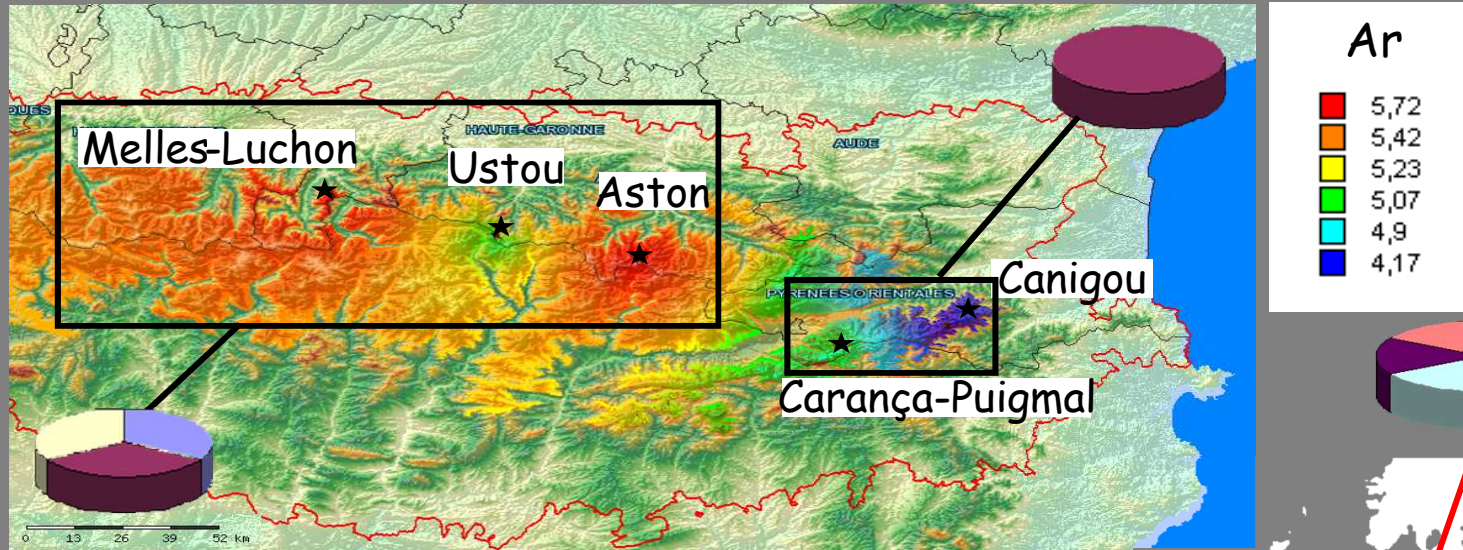 Ar
5,72
5,42
5,23
5,07
4,9
4,17
HAUTE-GARONNE
AUDE
Melles-Luchon
Ustou
Aston
PYRENEES ORIENTALES
Canigou
Carança-Puigmal
0 13 26 39 52 km